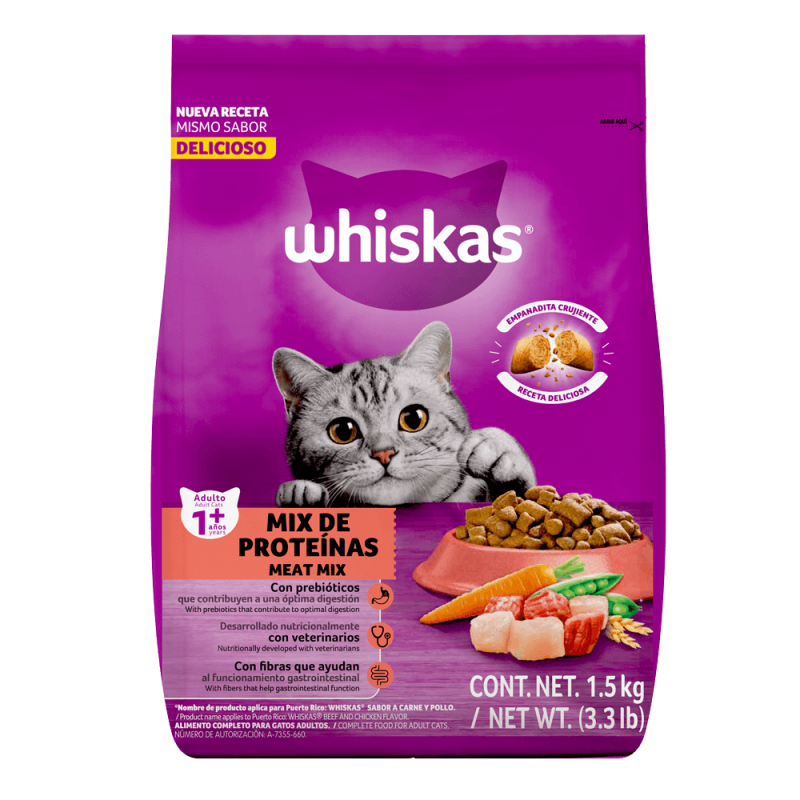 NUEVA RECETA
MISMO SABOR
DELICIOSO
ABRIR AQUÍ
whiskas®
EMPANADITA CRUJIENTE
RECETA DELICIOSA
Adulto
Adult Cats
1+ años
years
MIX DE
PROTEÍNAS
MEAT MIX
Con prebióticos
que contribuyen a una óptima digestión
With prebiotics that contribute to optimal digestion
Desarrollado nutricionalmente
con veterinarios
Nutritionally developed with veterinarians
Con fibras que ayudan
al funcionamiento gastrointestinal
With fibers that help gastrointestinal function
CONT. NET. 1.5kg
/ NET WT. (3.3 lb)
*Nombre de producto aplica para Puerto Rico: WHISKAS® SABOR A CARNE Y POLLO.
/ Product name applies to Puerto Rico: WHISKAS® BEEF AND CHICKEN FLAVOR.
ALIMENTO COMPLETO PARA GATOS ADULTOS. / COMPLETE FOOD FOR ADULT CATS.
NÚMERO DE AUTORIZACIÓN: A-7355-660.